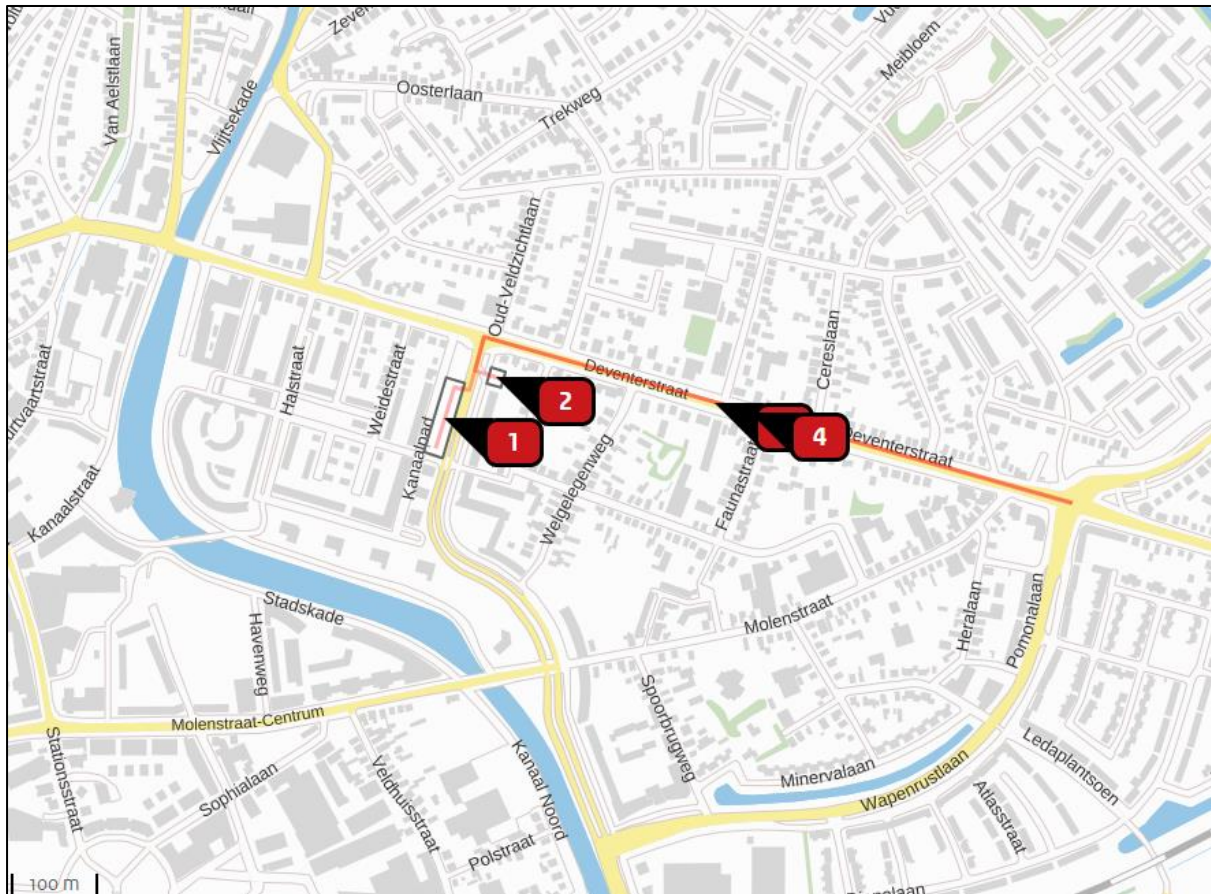 Van Aelstlaan
Vlijtsekade
Oosterlaan
Trekweg
Meibloem
Oud-Veldzichtlaan
Halstraat
Weidestraat
Kanaalpad
Deventerstraat
Cereslaan
2
1
4
Deventerstraat
Welgelegenweg
Faunastraat
Kanaalstraat
Stadskade
Havenweg
Molenstraat
Heralaan
Pomonalaan
Molenstraat-Centrum
Spoorbrugweg
Stationsstraat
Sophialaan
Veldhuisstraat
Kanaal Noord
Polstraat
Minervalaan
Wapenrustlaan
Ledaplantsoen
Atlasstraat
100 m